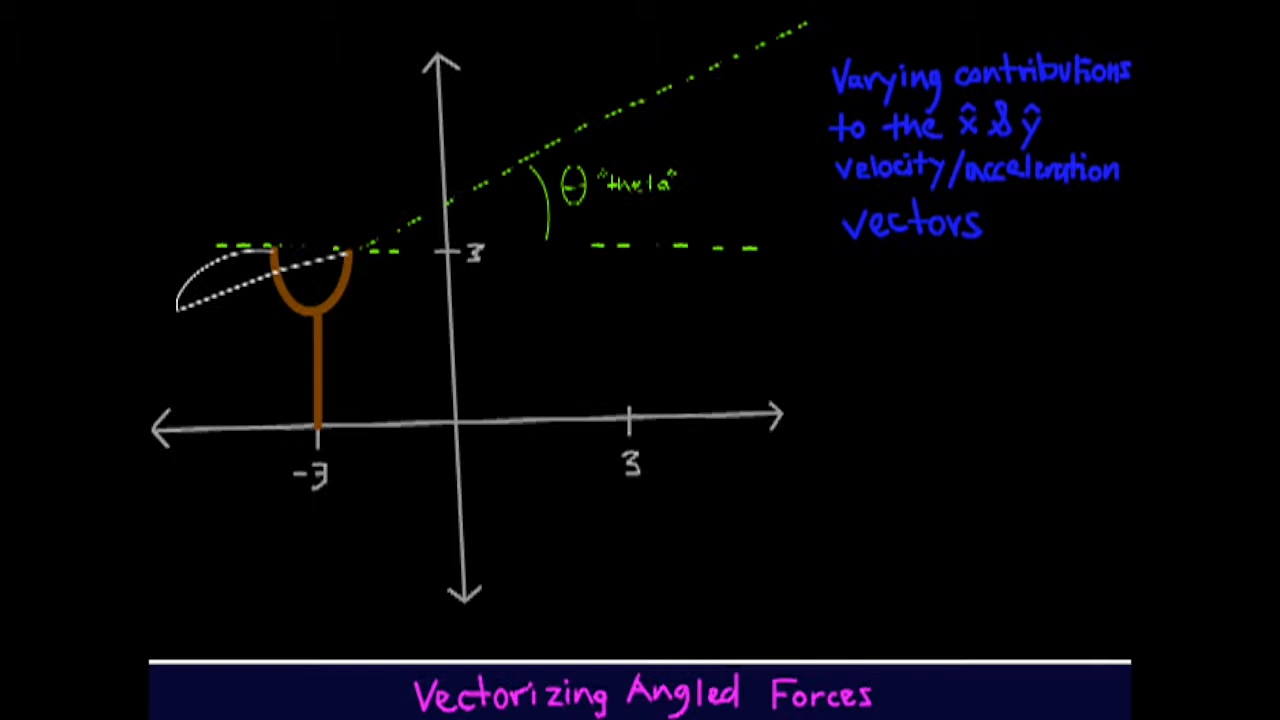 Varying contributions
to the x̂ & ŷ
velocity/acceleration
vectors
θ "theta"
3
-3
3
Vectorizing Angled Forces